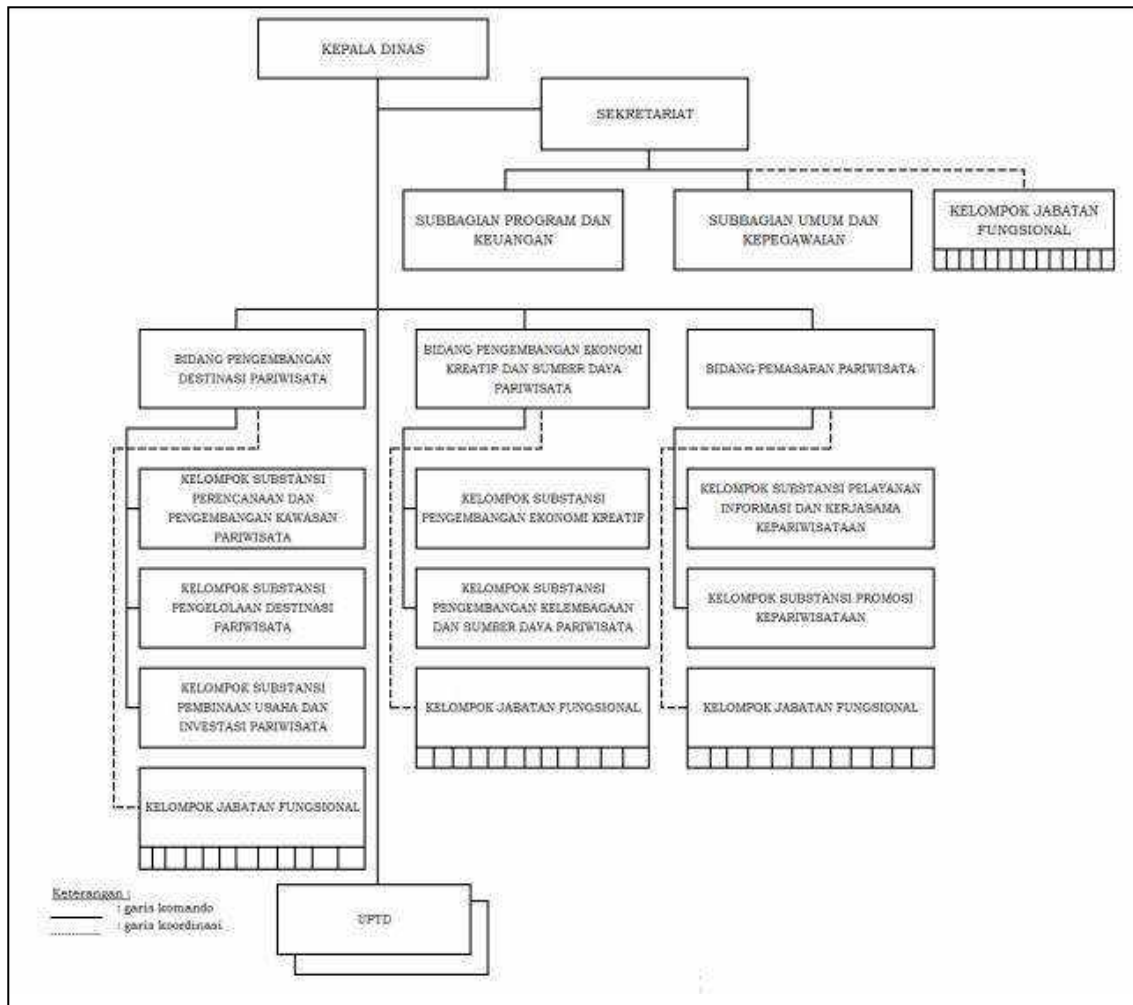 KEPALA DINAS
SEKRETARIAT
SUBBAGIAN PROGRAM DAN
KEUANGAN
SUBBAGIAN UMUM DAN
KEPEGAWAIAN
KELOMPOK JABATAN
FUNGSIONAL
BIDANG PENGEMBANGAN
DESTINASI PARIWISATA
BIDANG PENGEMBANGAN EKONOMI
KREATIF DAN SUMBER DAYA
PARIWISATA
BIDANG PEMASARAN PARIWISATA
KELOMPOK SUBSTANSI
PERENCANAAN DAN
PENGEMBANGAN KAWASAN
PARIWISATA
KELOMPOK SUBSTANSI
PENGEMBANGAN EKONOMI KREATIF
KELOMPOK SUBSTANSI PELAYANAN
INFORMASI DAN KERJASAMA
KEPARIWISATAAN
KELOMPOK SUBSTANSI
PENGELOLAAN DESTINASI
PARIWISATA
KELOMPOK SUBSTANSI
PENGEMBANGAN KELEMBAGAAN
DAN SUMBER DAYA PARIWISATA
KELOMPOK SUBSTANSI PROMOSI
KEPARIWISATAAN
KELOMPOK SUBSTANSI
PEMBINAAN USAHA DAN
INVESTASI PARIWISATA
KELOMPOK JABATAN FUNGSIONAL
KELOMPOK JABATAN FUNGSIONAL
KELOMPOK JABATAN FUNGSIONAL
UPTD
Keterangan :
: garis komando
: garis koordinasi